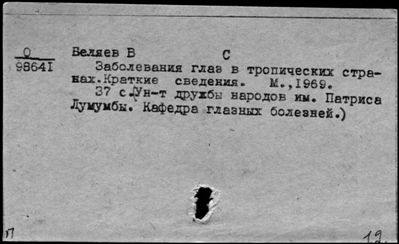 О
98641
Беляев В С
Заболевания глаз в тропических стра-
нах.Краткие сведения. М.,1969.
37 с.(Ун-т дружбы народов им. Патриса
Лумумбы. Кафедра глазных болезней.)
п 12